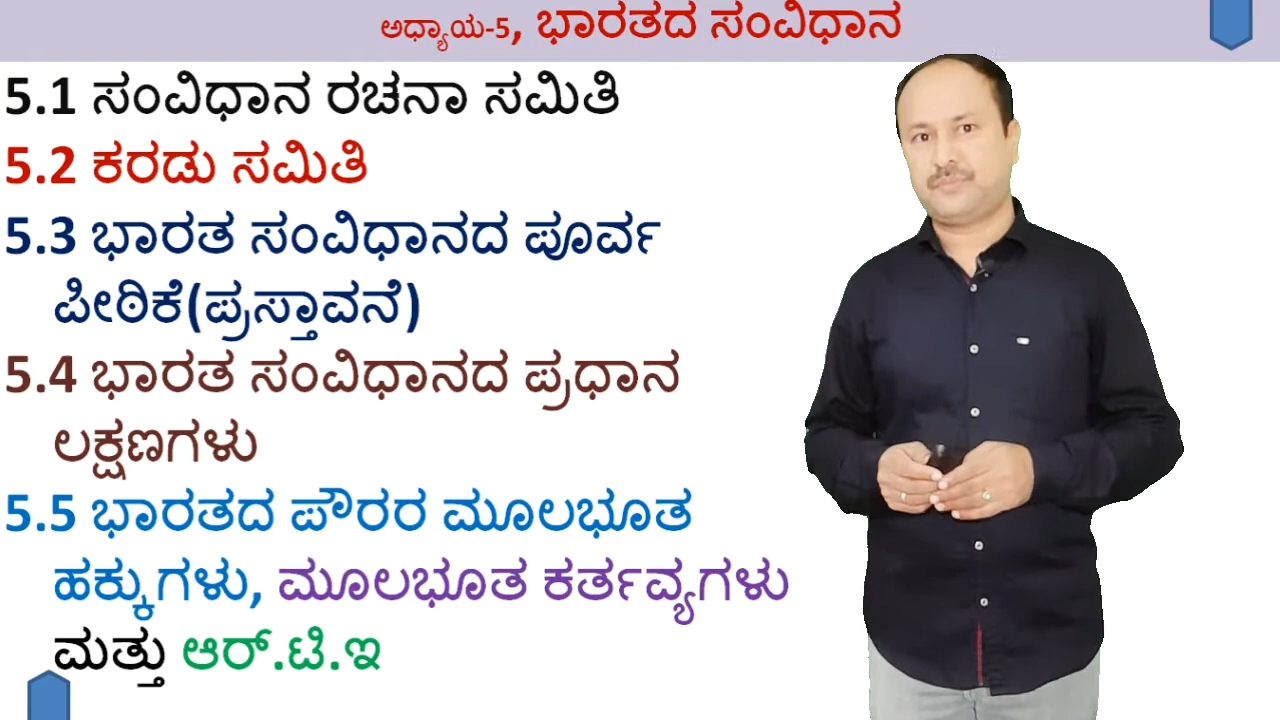 ಅಧ್ಯಾಯ-5, ಭಾರತದ ಸಂವಿಧಾನ
5.1 ಸಂವಿಧಾನ ರಚನಾ ಸಮಿತಿ
5.2 ಕರಡು ಸಮಿತಿ
5.3 ಭಾರತ ಸಂವಿಧಾನದ ಪೂರ್ವ
ಪೀಠಿಕೆ(ಪ್ರಸ್ತಾವನೆ)
5.4 ಭಾರತ ಸಂವಿಧಾನದ ಪ್ರಧಾನ
ಲಕ್ಷಣಗಳು
5.5 ಭಾರತದ ಪೌರರ ಮೂಲಭೂತ
ಹಕ್ಕುಗಳು, ಮೂಲಭೂತ ಕರ್ತವ್ಯಗಳು
ಮತ್ತು ಆರ್.ಟಿ.ಇ